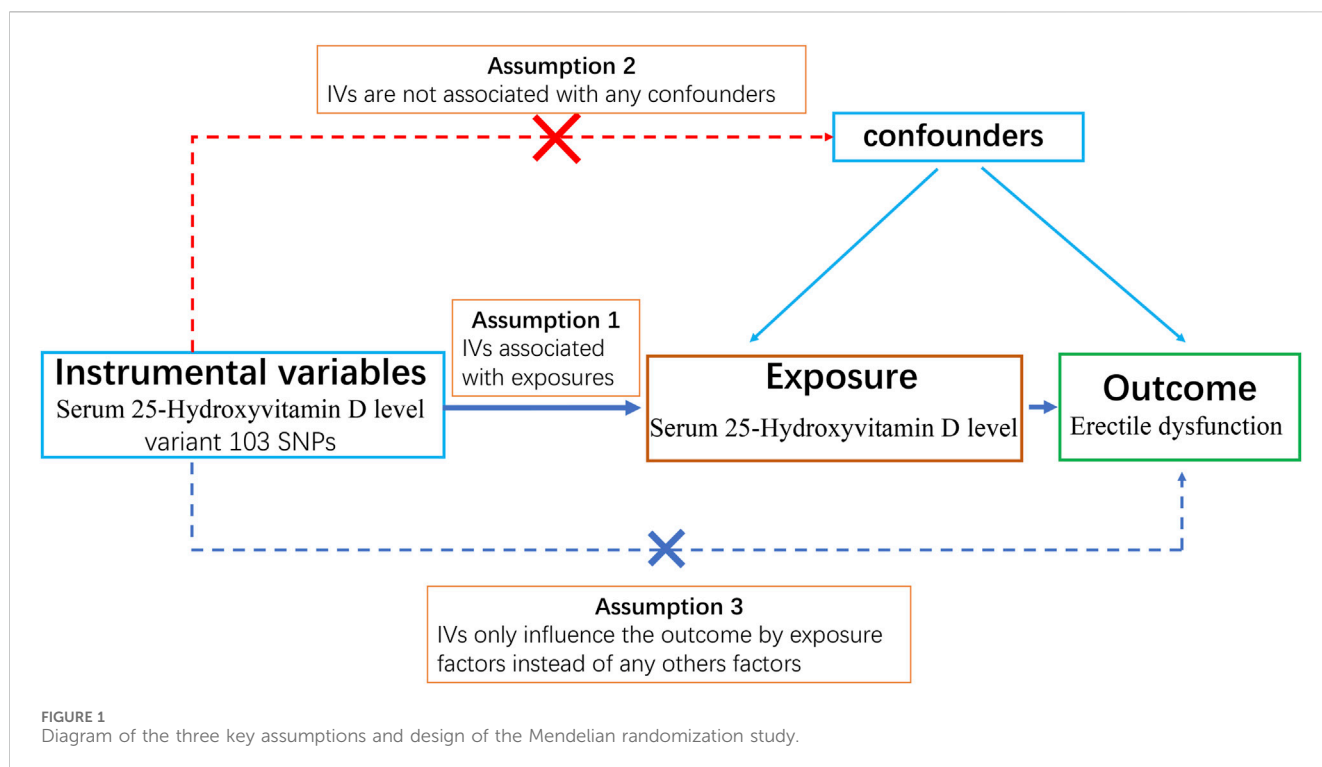 Assumption 2
IVs are not associated with any confounders
confounders
Assumption 1
IVs associated
with exposures
Instrumental variables
Serum 25-Hydroxyvitamin D level
variant 103 SNPs
Exposure
Serum 25-Hydroxyvitamin D level
Outcome
Erectile dysfunction
Assumption 3
IVs only influence the outcome by exposure
factors instead of any others factors
FIGURE 1
Diagram of the three key assumptions and design of the Mendelian randomization study.